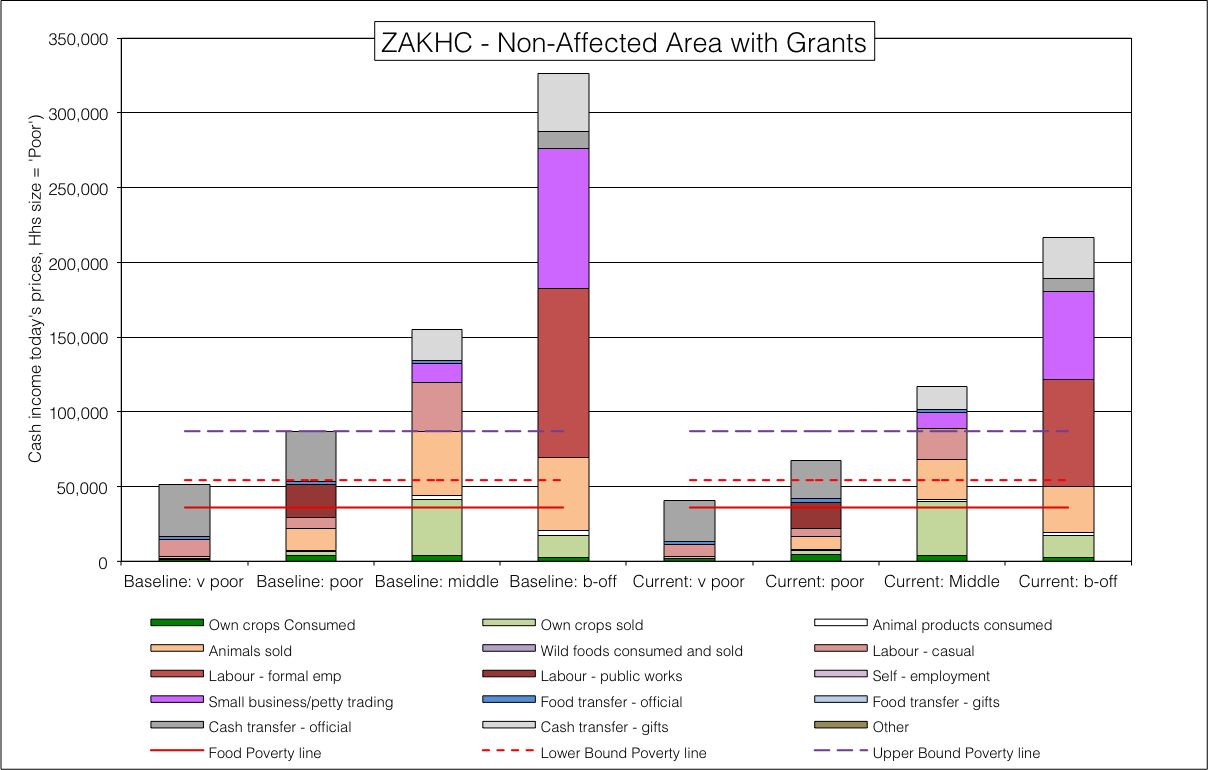 ZAKHC - Non-Affected Area with Grants
Cash income today's prices, Hhs size = 'Poor')
350,000
300,000
250,000
200,000
150,000
100,000
50,000
0
Baseline: v poor Baseline: poor Baseline: middle Baseline: b-off Current: v poor Current: poor Current: Middle Current: b-off
Own crops Consumed Own crops sold Animal products consumed
Animals sold Wild foods consumed and sold Labour - casual
Labour - formal emp Labour - public works Self - employment
Small business/petty trading Food transfer - official Food transfer - gifts
Cash transfer - official Cash transfer - gifts Other
Food Poverty line Lower Bound Poverty line Upper Bound Poverty line